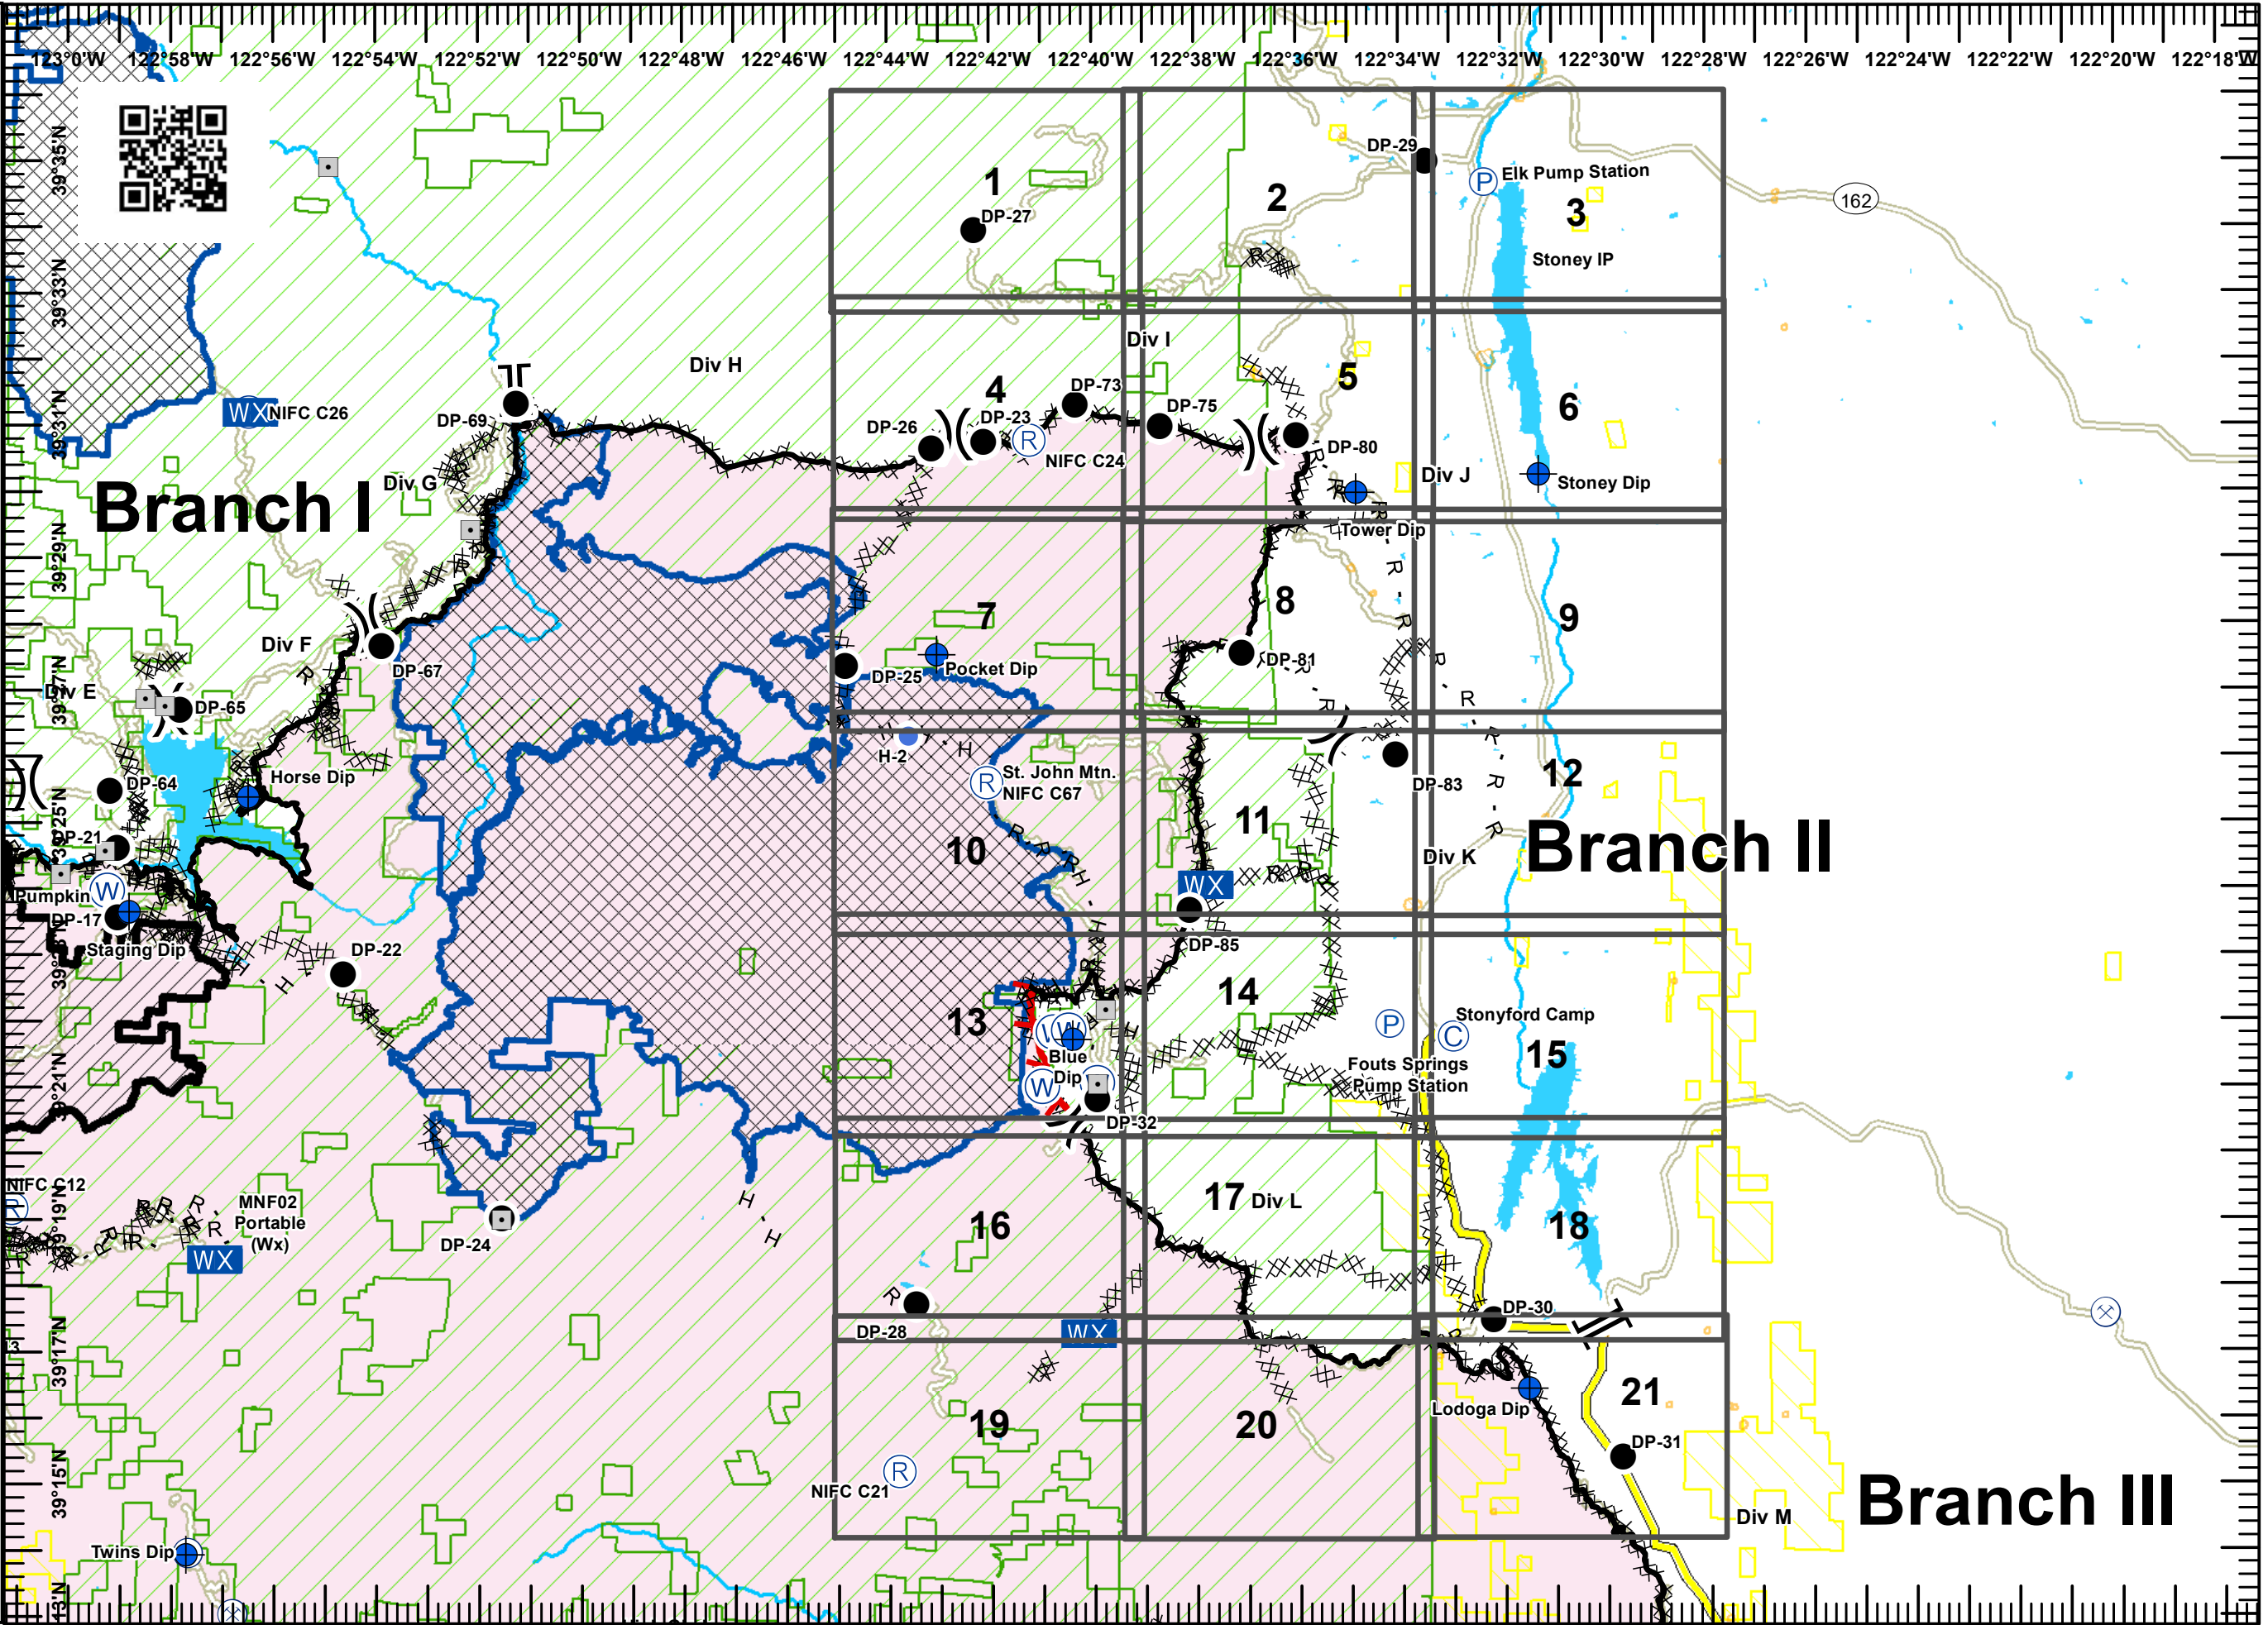 123°0'W 122°58'W 122°56'W 122°54'W 122°52'W 122°50'W 122°48'W 122°46'W 122°44'W 122°42'W 122°40'W 122°38'W 122°36'W 122°34'W 122°32'W 122°30'W 122°28'W 122°26'W 122°24'W 122°22'W 122°20'W 122°18'W
39°35'N
39°33'N
39°31'N
39°29'N
39°25'N
39°21'N
39°19'N
39°17'N
39°15'N
13'N
DP-29
P Elk Pump Station
1
2
3
162
DP-27
R
Stoney IP
Div I
Div H
4
5
6
WX NIFC C26
DP-69
DP-73
DP-75
DP-26
DP-23
R
NIFC C24
DP-80
Div G
Div J
Stoney Dip
Branch I
Tower Dip
7
8
9
Div F
DP-67
Pocket Dip
DP-25
DP-81
Div E
DP-65
H-2
H
Horse Dip
DP-64
R St. John Mtn.
NIFC C67
DP-83
12
11
10
Branch II
DP-21
Div K
WX
W
Pumpkin
DP-17
Staging Dip
DP-22
DP-85
14
13
P
C
Stonyford Camp
15
W
Blue
Dip
W
Fouts Springs
Pump Station
DP-32
NIFC C12
R
MNF02
Portable
(Wx)
WX
DP-24
16
17 Div L
18
DP-28
WX
DP-30
19
20
21
Lodoga Dip
DP-31
R
NIFC C21
Div M
Branch III
Twins Dip